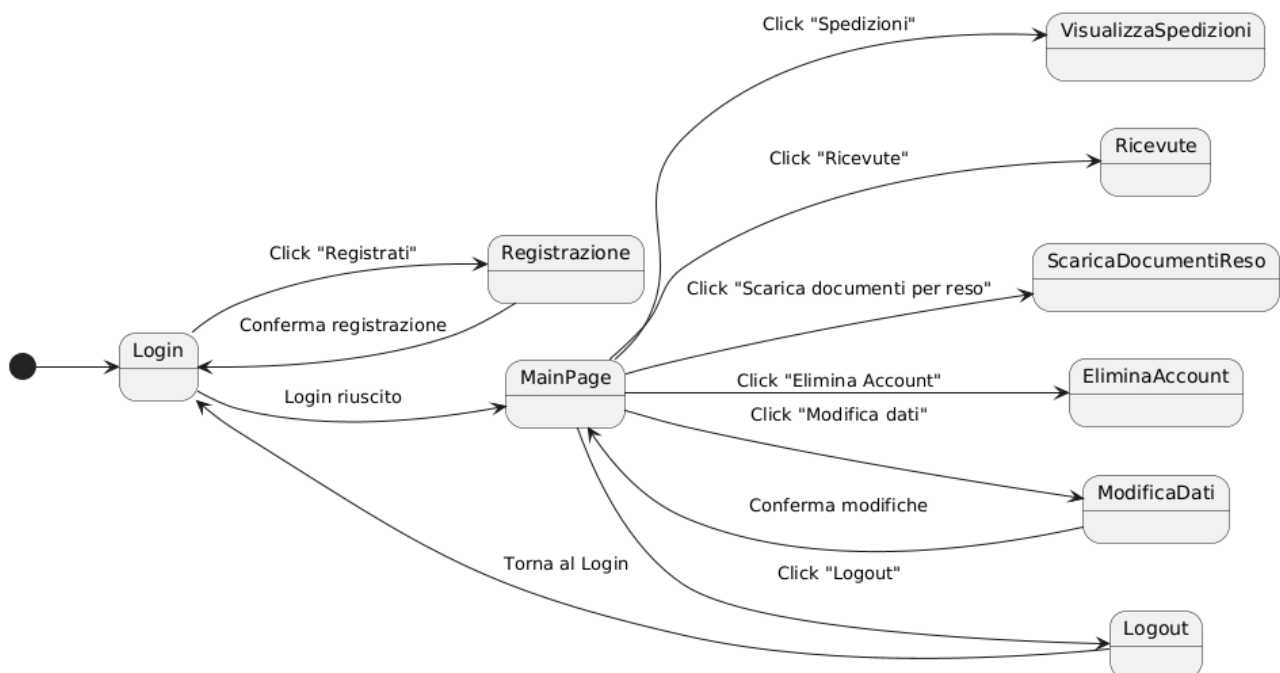 Click "Spedizioni"
VisualizzaSpedizioni
Click "Ricevute"
Ricevute
Click "Registrati"
Registrazione
ScaricaDocumentiReso
Click "Scarica documenti per reso"
Conferma registrazione
Login
MainPage
Click "Elimina Account"
EliminaAccount
Login riuscito
Click "Modifica dati"
ModificaDati
Conferma modifiche
Torna al Login
Click "Logout"
Logout